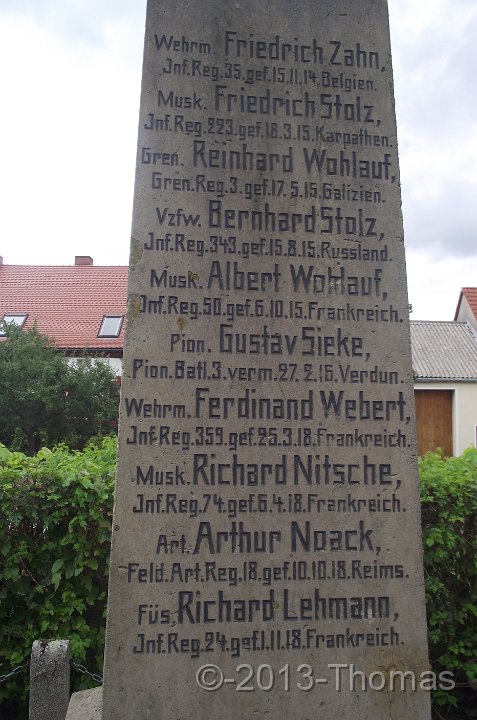 Wehrm. Friedrich Zahn,
Inf.Reg. 35. gef. 15.11.14. Belgien.
Musk. Friedrich Stolz,
Inf.Reg. 223. gef. 18.3.15. Karpathen.
Gren. Reinhard Wohlauf,
Gren.Reg. 3. gef. 17.5.15. Galizien.
Vzfw. Bernhard Stolz,
Inf.Reg. 343. gef. 15.8.15. Russland.
Musk. Albert Wohlauf,
Inf.Reg. 50. gef. 6.10.15. Frankreich.
Pion. Gustav Sieke,
Pion. Batl. 3. verm. 27.2.16. Verdun.
Wehrm. Ferdinand Webert,
Inf.Reg. 359. gef. 25.3.18. Frankreich.
Musk. Richard Nitsche,
Inf.Reg. 74. gef. 6.4.18. Frankreich.
Art. Arthur Noack,
Feld.Art.Reg. 18. gef. 10.10.18. Reims.
Füs. Richard Lehmann,
Inf.Reg. 24. gef. 1.11.18. Frankreich.
©-2013-Thomas